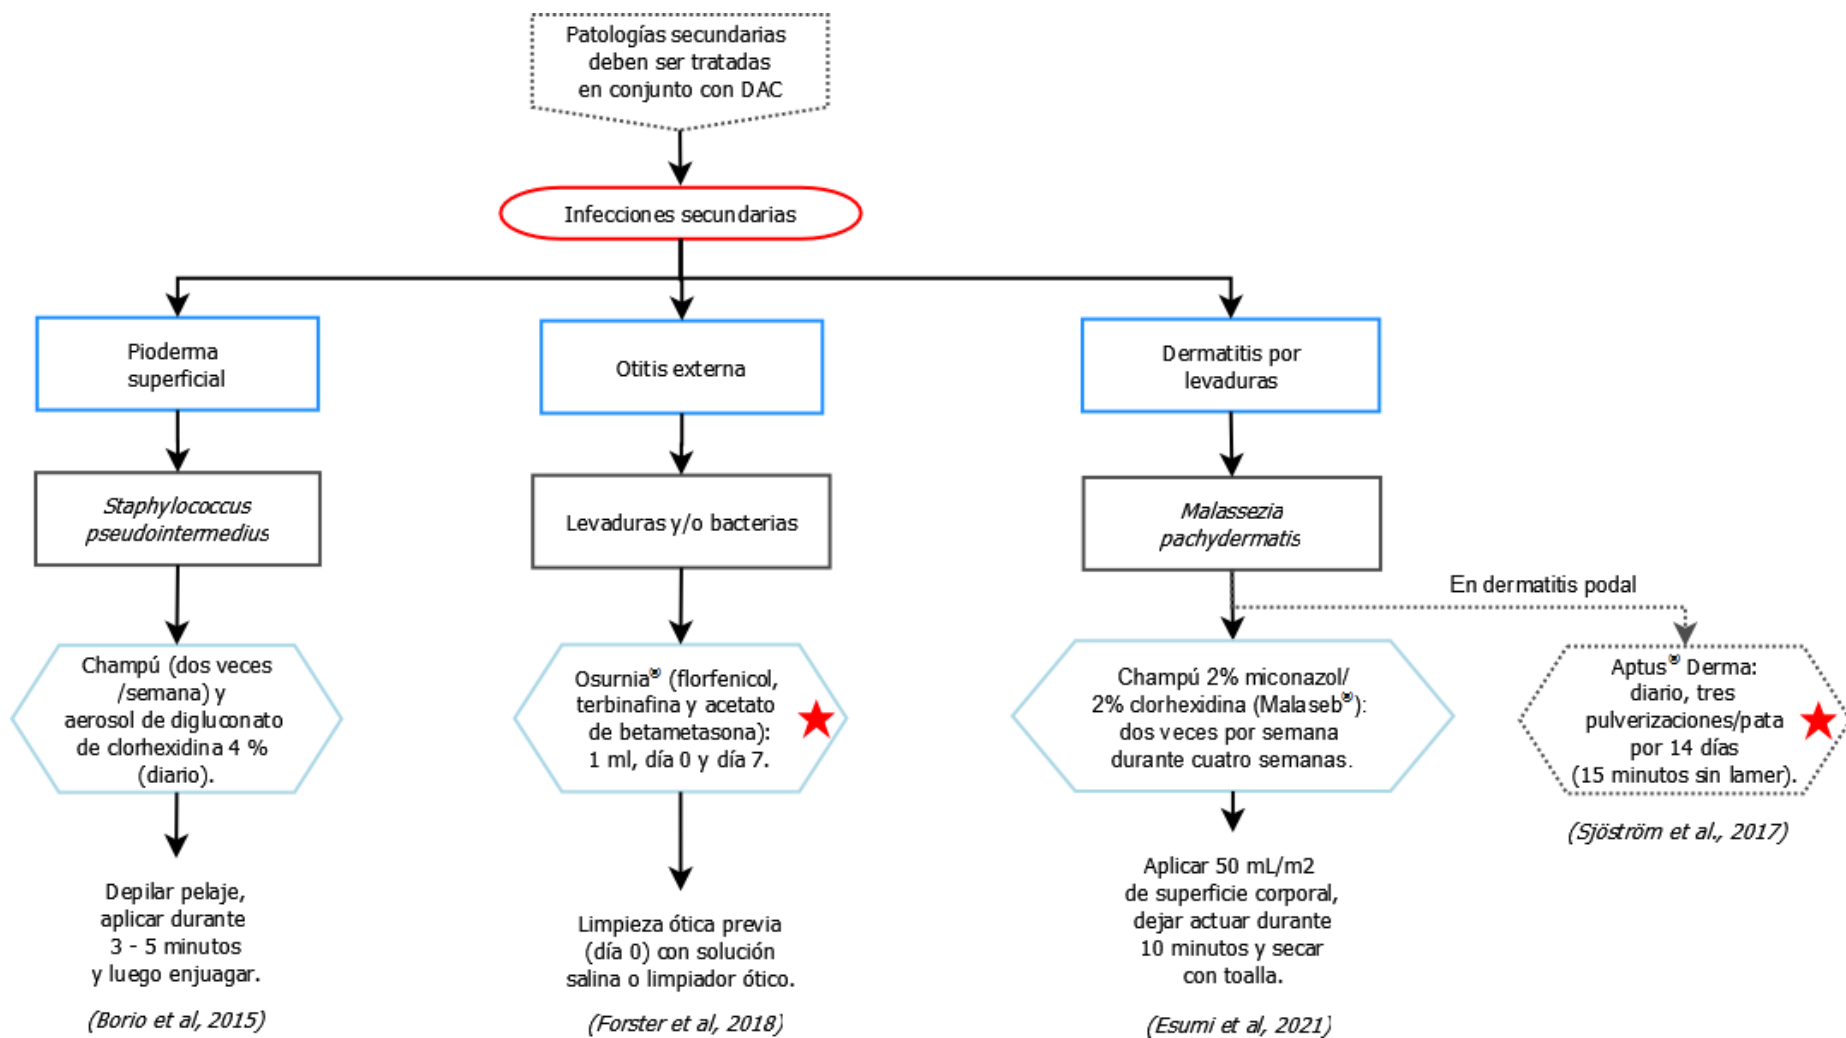 Patologías secundarias
deben ser tratadas
en conjunto con DAC
Infecciones secundarias
Pioderma
superficial
Otitis externa
Dermatitis por
levaduras
Staphylococcus
pseudointermedius
Levaduras y/o bacterias
Malassezia
pachydermatis
En dermatitis podal
Champú (dos veces
/semana) y
aerosol de digluconato
de clorhexidina 4 %
(diario).
Osurnia® (florfenicol,
terbinafina y acetato
de betametasona):
1 ml, día 0 y día 7.
Champú 2% miconazol/
2% clorhexidina (Malaseb®):
dos veces por semana
durante cuatro semanas.
Aptus® Derma:
diario, tres
pulverizaciones/pata
por 14 días
(15 minutos sin lamer).
(Sjöström et al., 2017)
Depilar pelaje,
aplicar durante
3 - 5 minutos
y luego enjuagar.
(Borio et al, 2015)
Limpieza ótica previa
(día 0) con solución
salina o limpiador ótico.
(Forster et al, 2018)
Aplicar 50 mL/m2
de superficie corporal,
dejar actuar durante
10 minutos y secar
con toalla.
(Esumi et al, 2021)